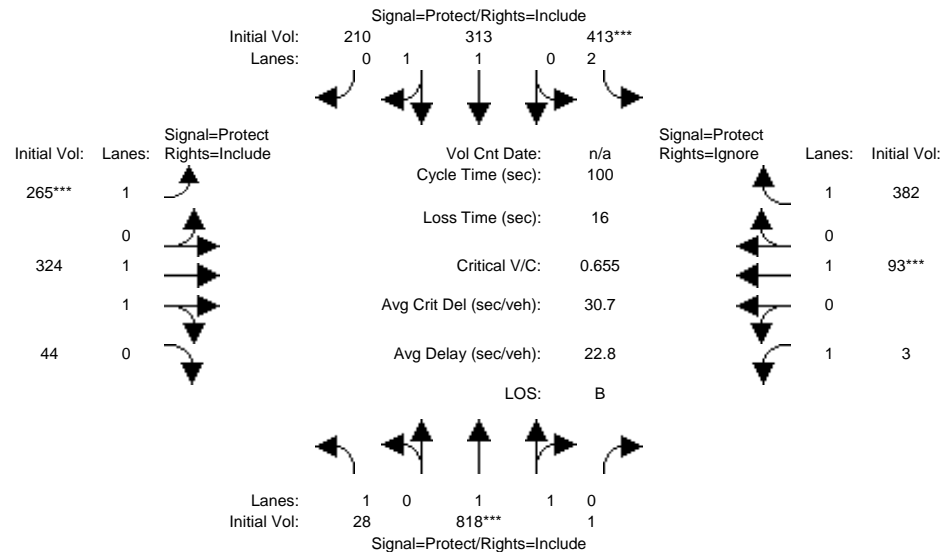 Signal=Protect/Rights=Include
Initial Vol: 210 313 413***
Lanes: 0 1 1 0 2
Signal=Protect
Initial Vol: Lanes: Rights=Include
Vol Cnt Date: n/a
Signal=Protect
Rights=Ignore Lanes: Initial Vol:
Cycle Time (sec): 100
265*** 1
1 382
Loss Time (sec): 16
0
0
324 1
Critical V/C: 0.655
1 93***
1
Avg Crit Del (sec/veh): 30.7
0
44 0
Avg Delay (sec/veh): 22.8
1 3
LOS: B
Lanes: 1 0 1 1 0
Initial Vol: 28 818*** 1
Signal=Protect/Rights=Include